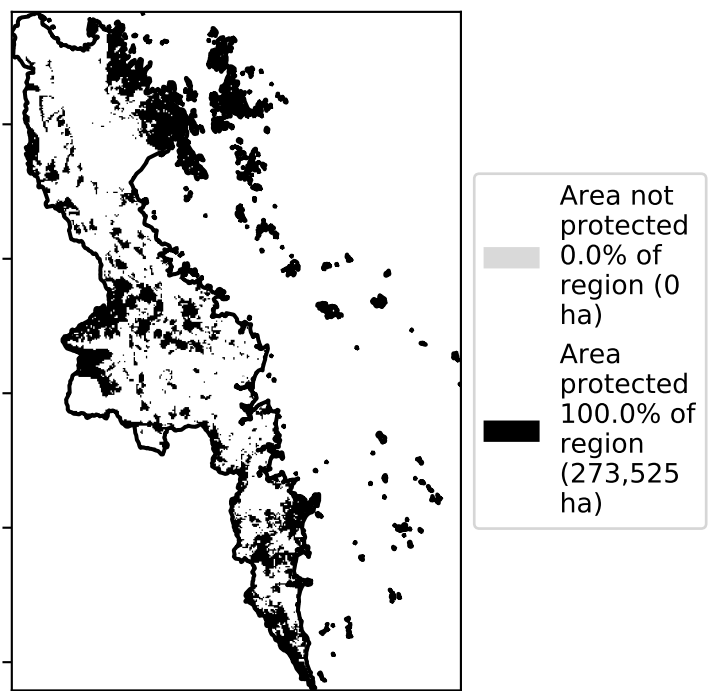 Area not
protected
0.0% of
region (0
ha)
Area
protected
100.0% of
region
(273,525
ha)